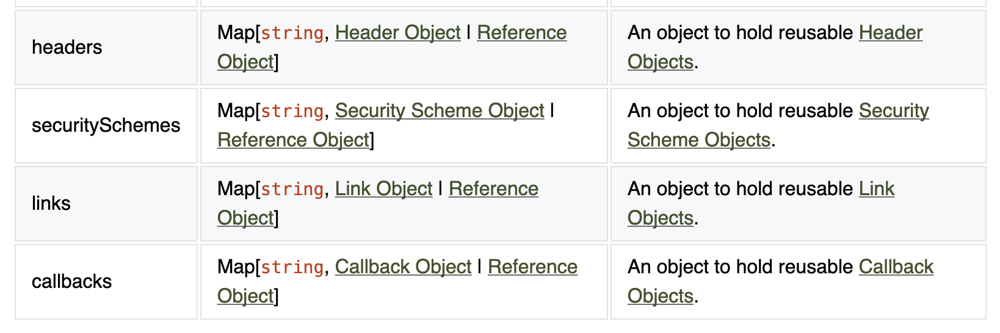 headers
Map[string, Header Object | Reference
Object]
An object to hold reusable Header
Objects.
securitySchemes
Map[string, Security Scheme Object |
Reference Object]
An object to hold reusable Security
Scheme Objects.
links
Map[string, Link Object | Reference
Object]
An object to hold reusable Link
Objects.
callbacks
Map[string, Callback Object | Reference
Object]
An object to hold reusable Callback
Objects.